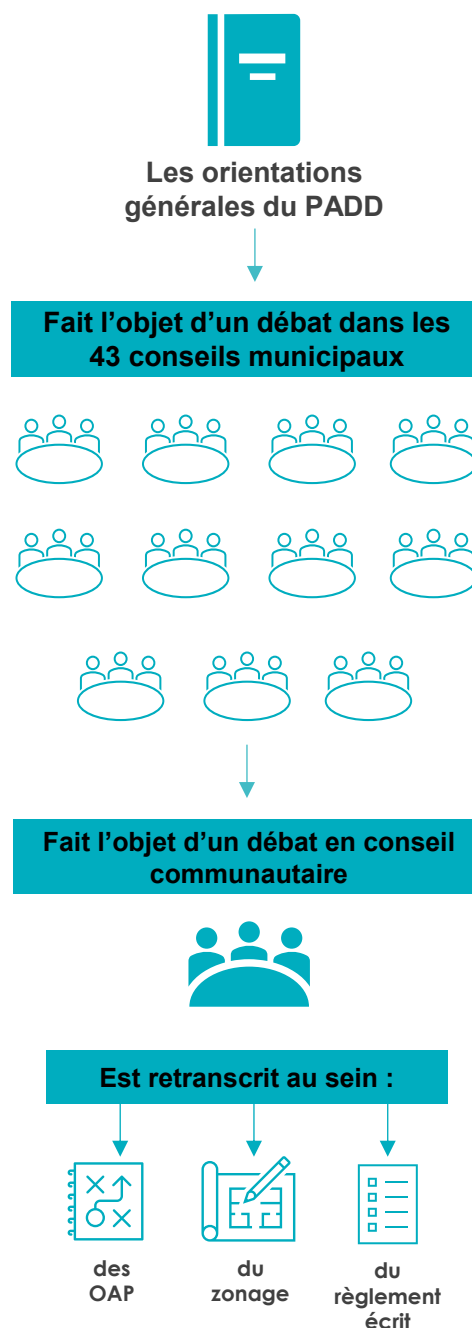 Les orientations
générales du PADD
Fait l’objet d’un débat dans les
43 conseils municipaux
Fait l’objet d’un débat en conseil
communautaire
Est retranscrit au sein :
des
OAP
du
zonage
du
règlement
écrit